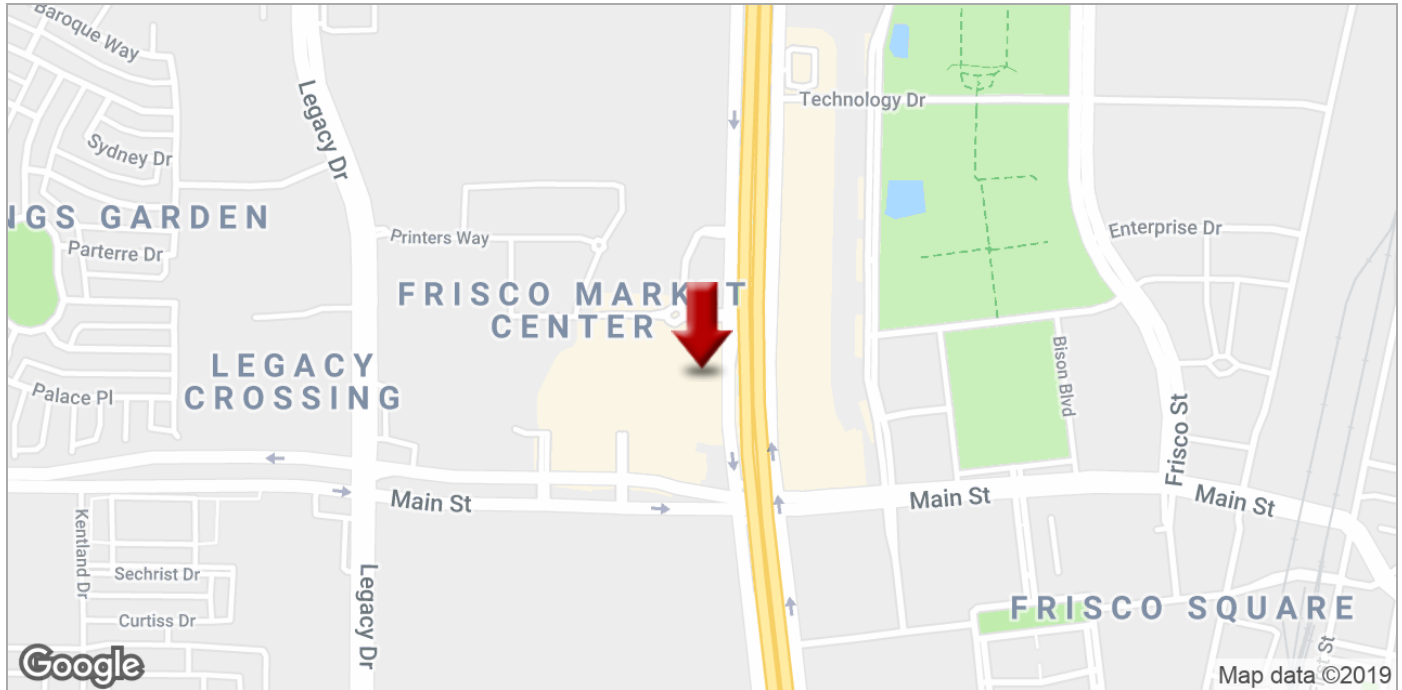 Baroque Way
Legacy Dr
Technology Dr
Sydney Dr
NGS GARDEN
Parterre Dr
Printers Way
Enterprise Dr
FRISCO MARK T
CENTER
LEGACY
CROSSING
Palace Pl
Bison Blvd
Frisco St
Main St
Main St
Main St
Kentland Dr
Sechrist Dr
Curtiss Dr
Legacy Dr
FRISCO SQUARE
St
Google
Map data ©2019